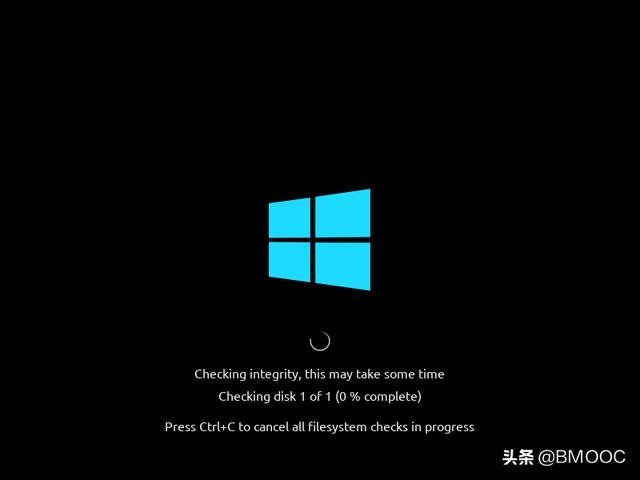 Checking integrity, this may take some time
Checking disk 1 of 1 (0 % complete)
Press Ctrl+C to cancel all filesystem checks in progress
头条 @BMOOC